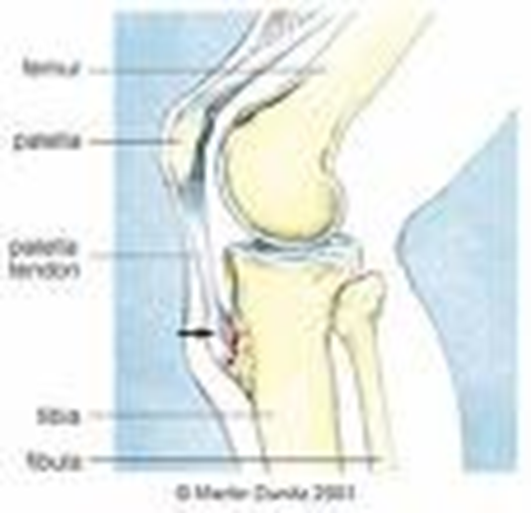 femur
patella
patella
tendon
tibia
fibula
© Martin Dunitz 2003